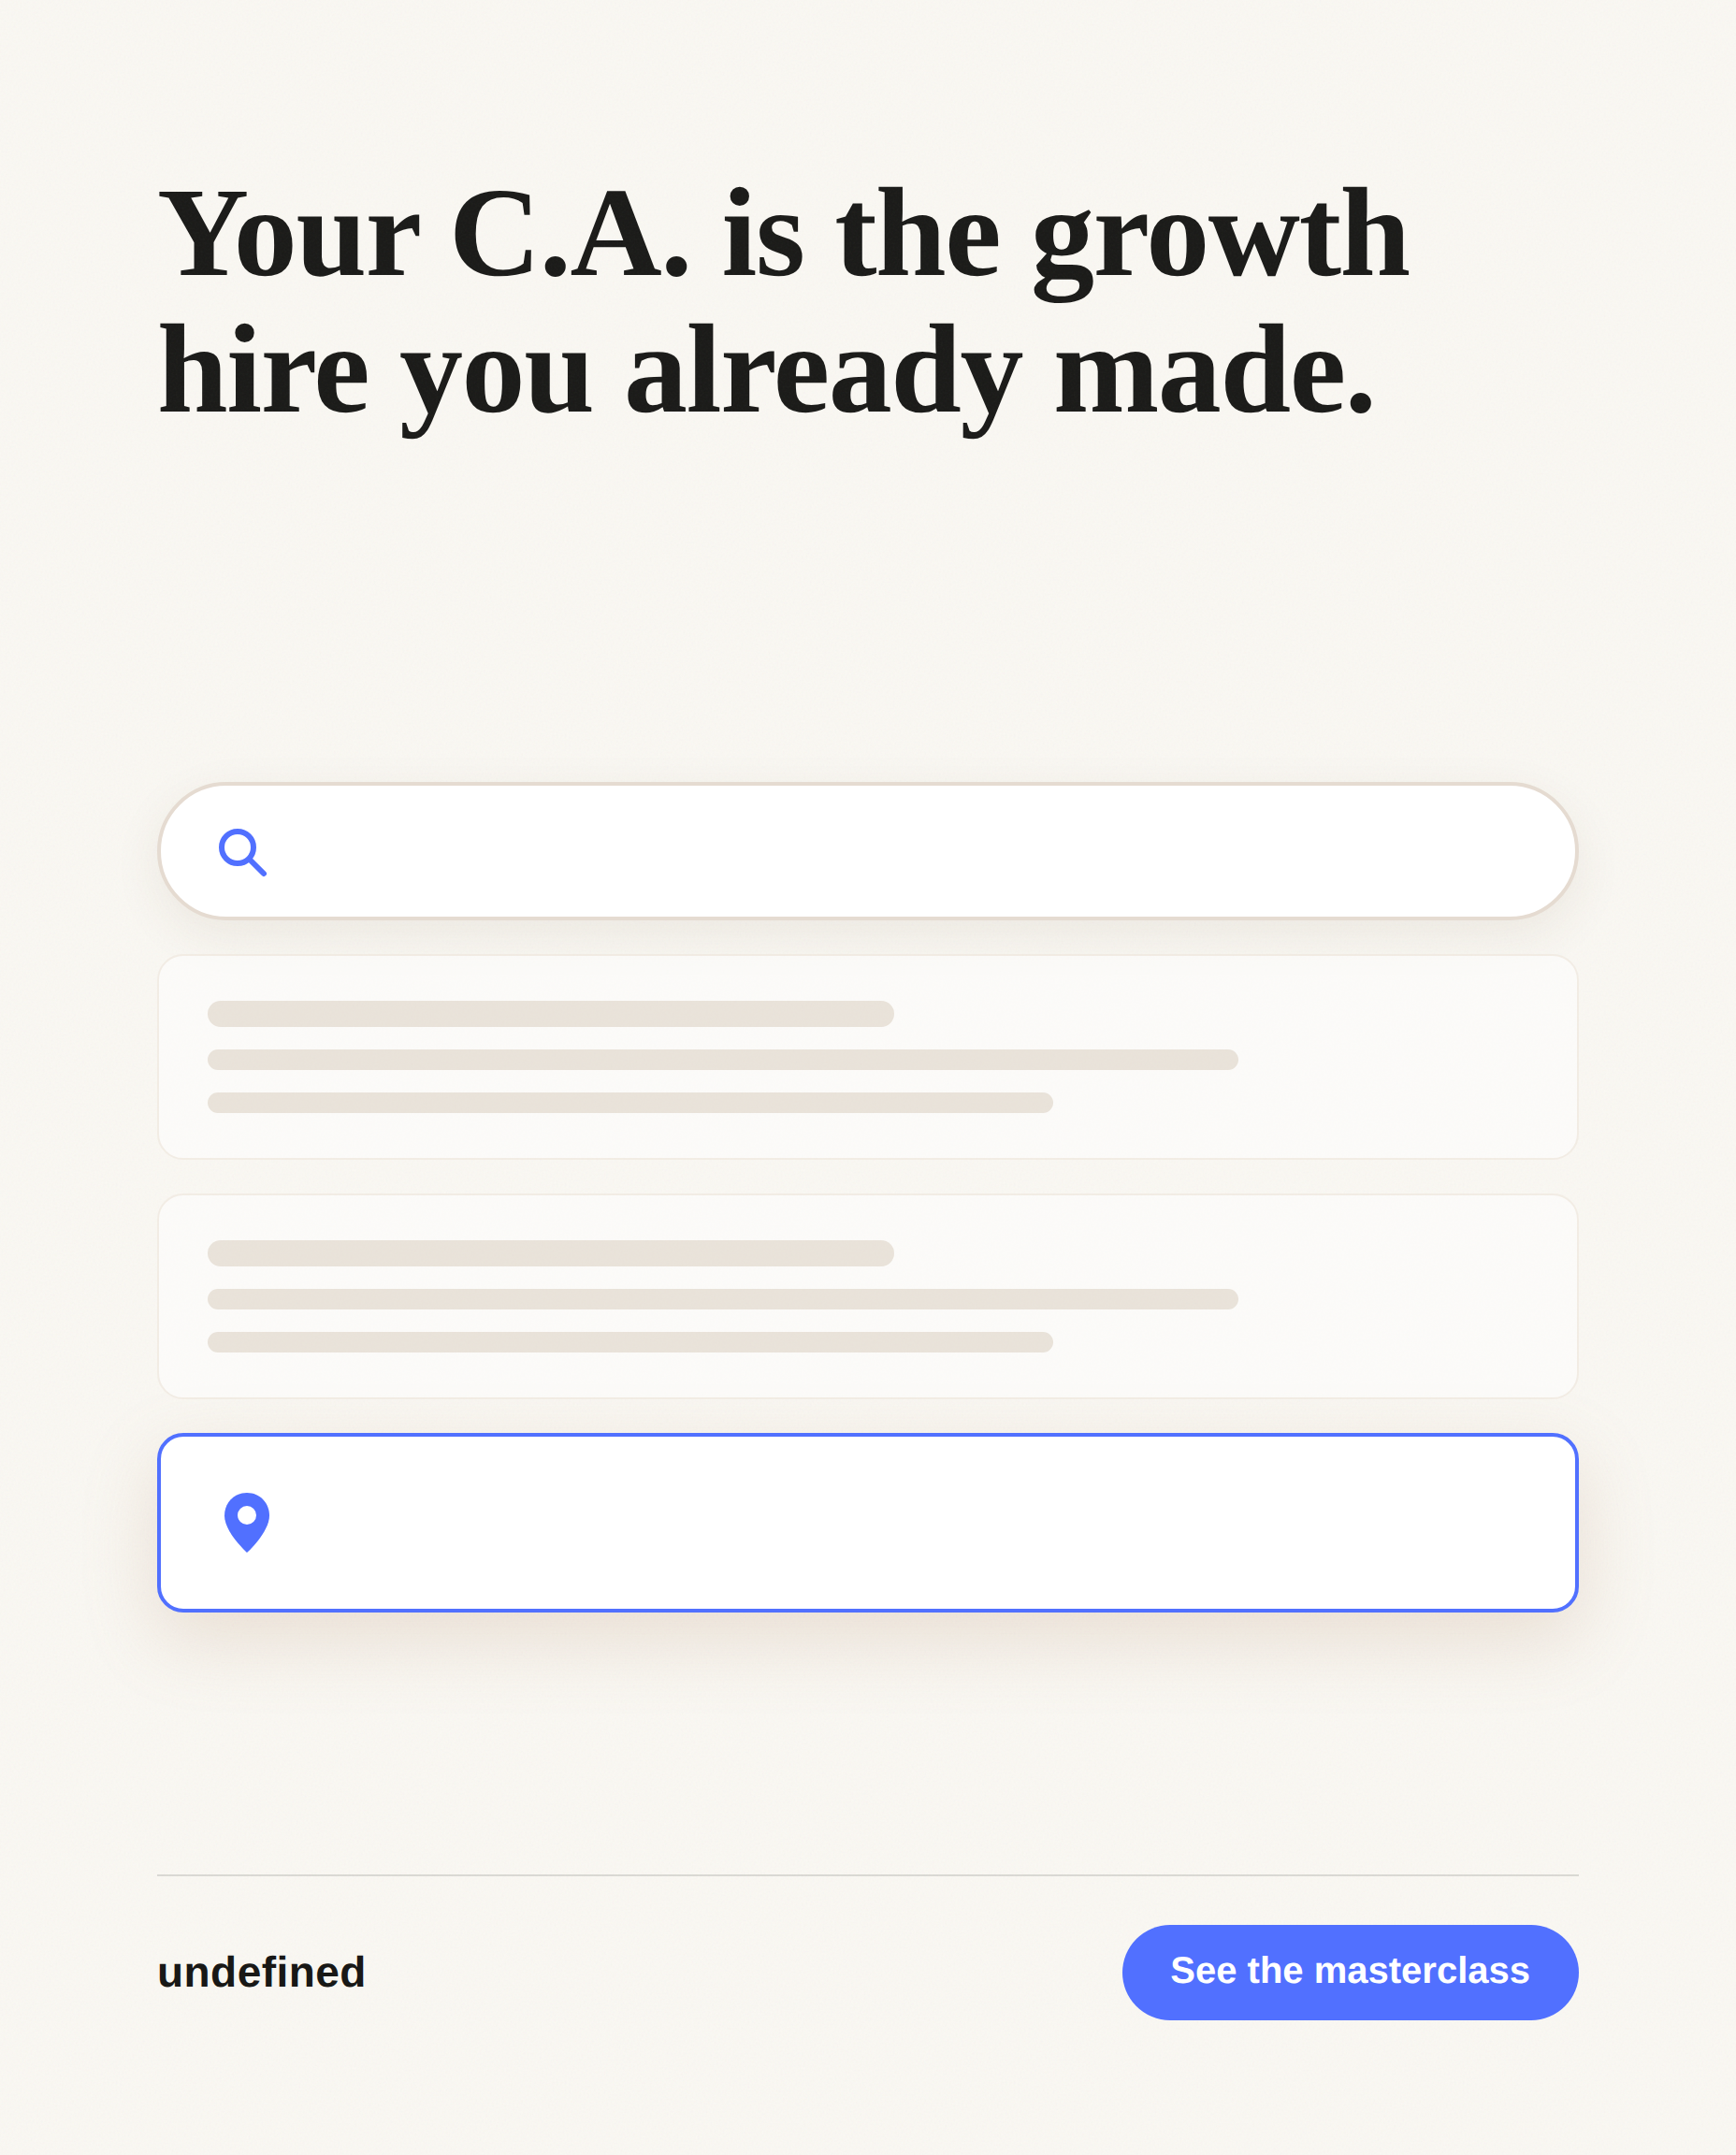 Your C.A. is the growth
hire you already made.
undefined
See the masterclass